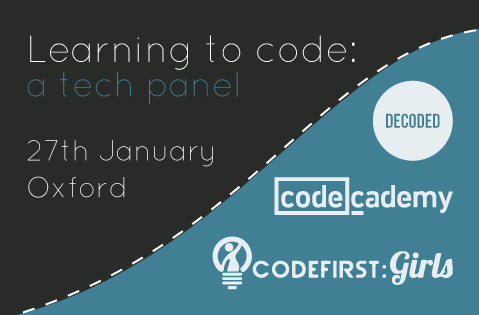 Learning to code:
a tech panel
27th January
Oxford
DECODED
codecademy
CODEFIRST:Girls